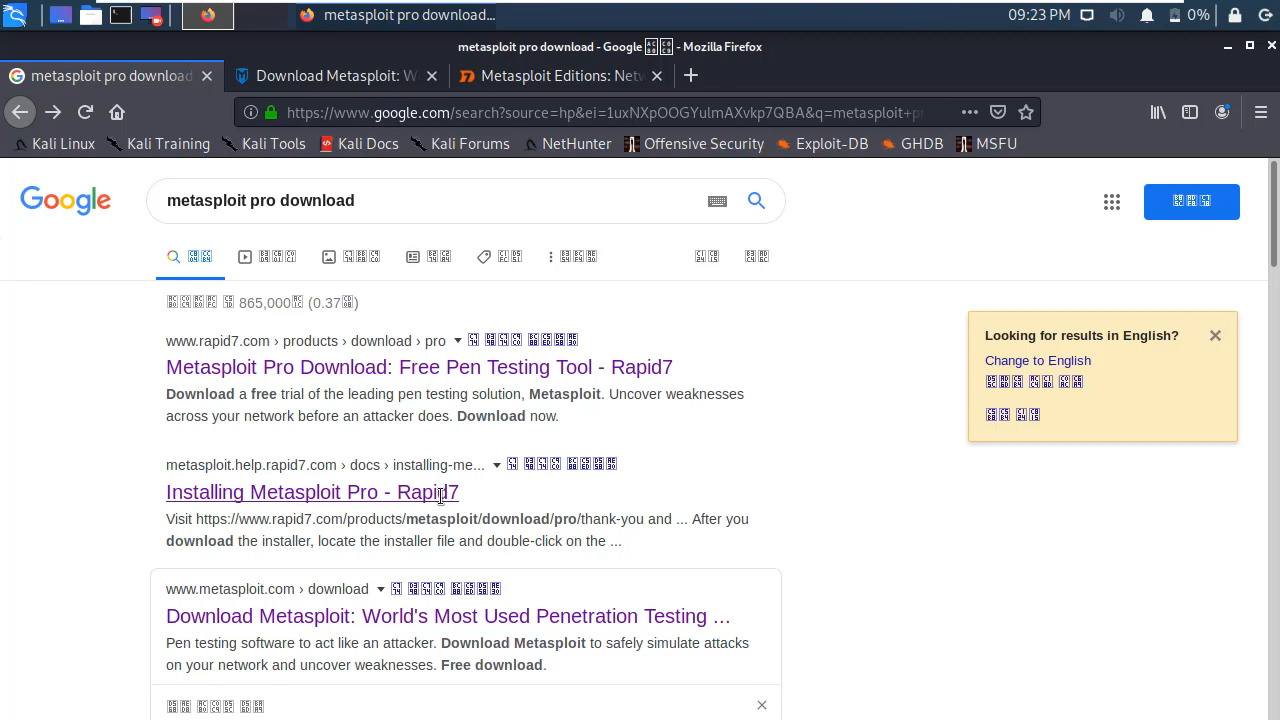 metasploit pro download...
09:23 PM
0%
metasploit pro download - Google - Mozilla Firefox
metasploit pro download
Download Metasploit: W
Metasploit Editions: Netw
https://www.google.com/search?source=hp&ei=1uxNXpOOGYulmAXvkp7QBA&q=metasploit+p
Kali Linux
Kali Training
Kali Tools
Kali Docs
Kali Forums
NetHunter
Offensive Security
Exploit-DB
GHDB
MSFU
Google
metasploit pro download
865,000 (0.37 )
www.rapid7.com › products › download › pro
Metasploit Pro Download: Free Pen Testing Tool - Rapid7
Download a free trial of the leading pen testing solution, Metasploit. Uncover weaknesses
across your network before an attacker does. Download now.
Looking for results in English?
Change to English
metasploit.help.rapid7.com › docs › installing-me...
Installing Metasploit Pro - Rapid7
Visit https://www.rapid7.com/products/metasploit/download/pro/thank-you and ... After you
download the installer, locate the installer file and double-click on the ...
www.metasploit.com › download
Download Metasploit: World's Most Used Penetration Testing ...
Pen testing software to act like an attacker. Download Metasploit to safely simulate attacks
on your network and uncover weaknesses. Free download.